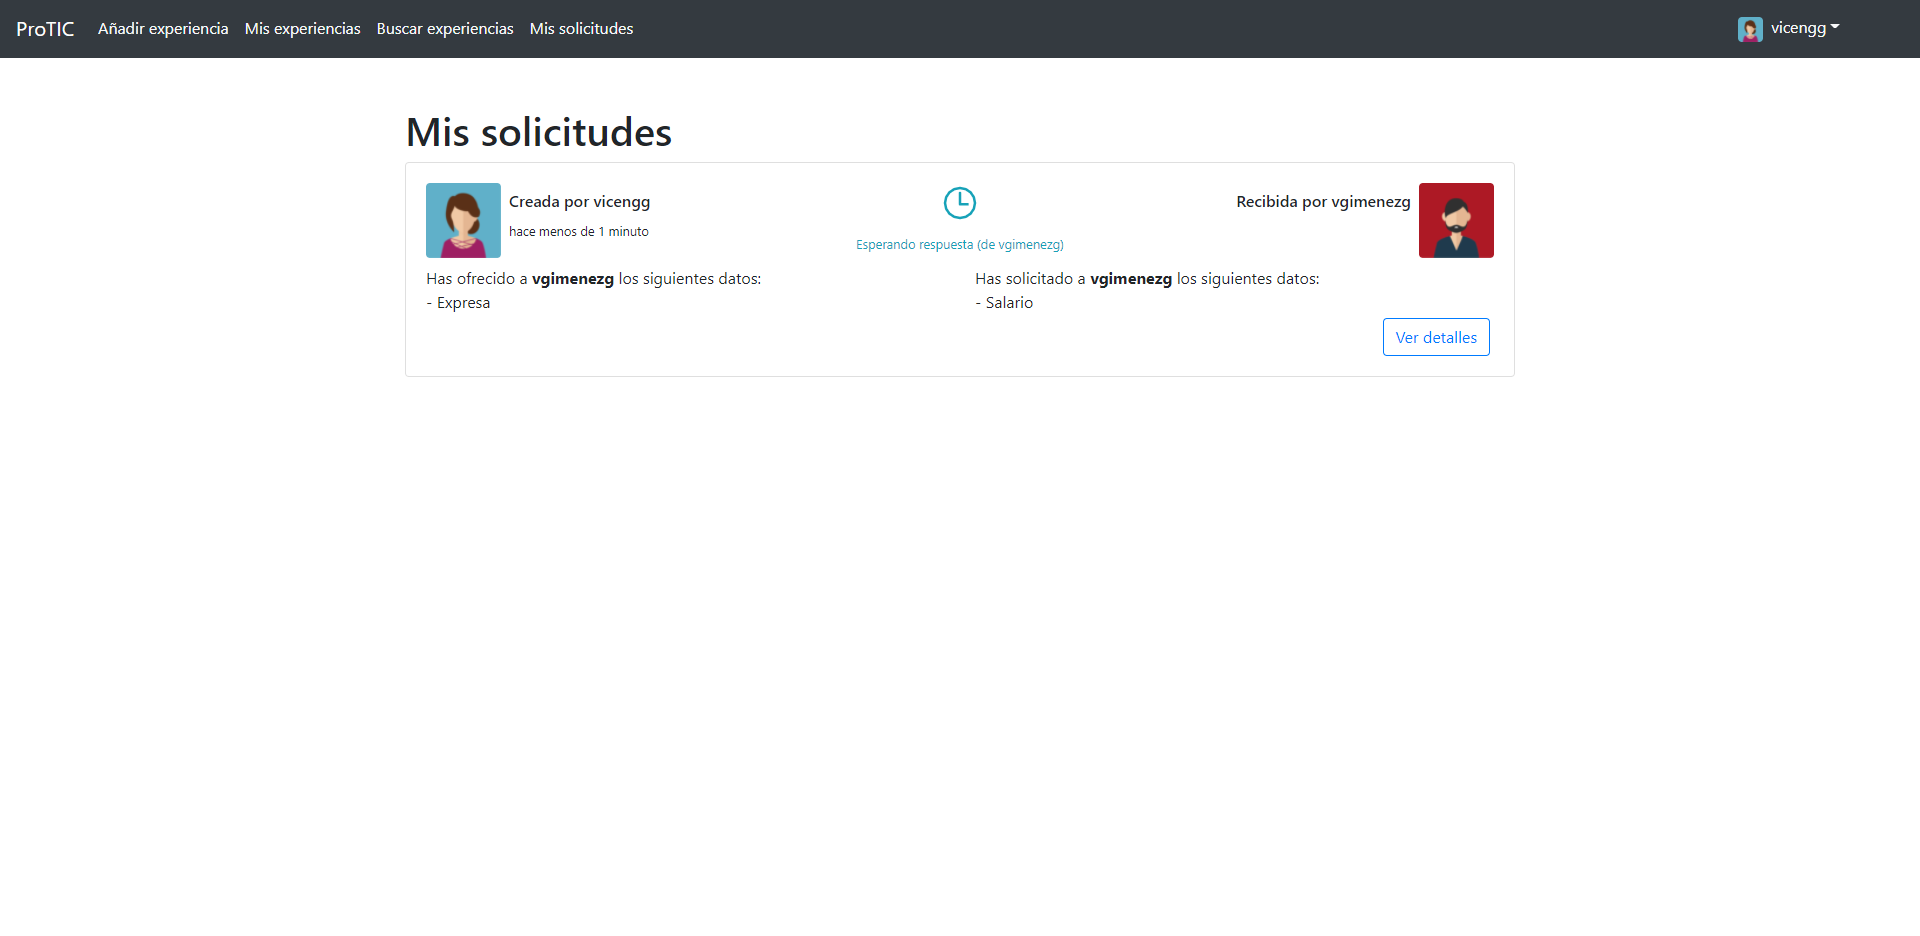 ProTIC Añadir experiencia Mis experiencias Buscar experiencias Mis solicitudes vicengg
Mis solicitudes
Creada por vicengg
hace menos de 1 minuto
Esperando respuesta (de vgimenezg)
Recibida por vgimenezg
Has ofrecido a vgimenezg los siguientes datos:
- Expresa
Has solicitado a vgimenezg los siguientes datos:
- Salario
Ver detalles